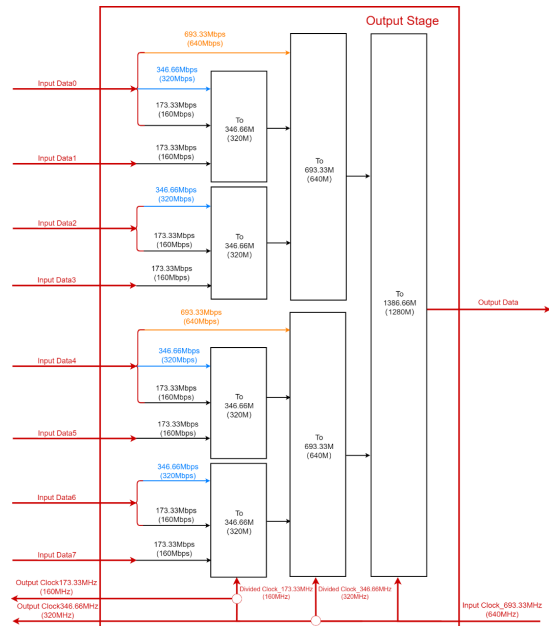 Output Stage
693.33Mbps
(640Mbps)
346.66Mbps
(320Mbps)
Input Data0
173.33Mbps
(160Mbps)
To
346.66M
(320M)
173.33Mbps
(160Mbps)
Input Data1
To
693.33M
(640M)
346.66Mbps
(320Mbps)
Input Data2
173.33Mbps
(160Mbps)
To
346.66M
(320M)
173.33Mbps
(160Mbps)
Input Data3
To
1386.66M
(1280M)
Output Data
693.33Mbps
(640Mbps)
346.66Mbps
(320Mbps)
Input Data4
173.33Mbps
(160Mbps)
To
346.66M
(320M)
173.33Mbps
(160Mbps)
Input Data5
To
693.33M
(640M)
346.66Mbps
(320Mbps)
Input Data6
173.33Mbps
(160Mbps)
To
346.66M
(320M)
173.33Mbps
(160Mbps)
Input Data7
Output Clock173.33MHz
(160MHz)
Divided Clock_173.33MHz
(160MHz)
Divided Clock_346.66MHz
(320MHz)
Output Clock346.66MHz
(320MHz)
Input Clock_693.33MHz
(640MHz)